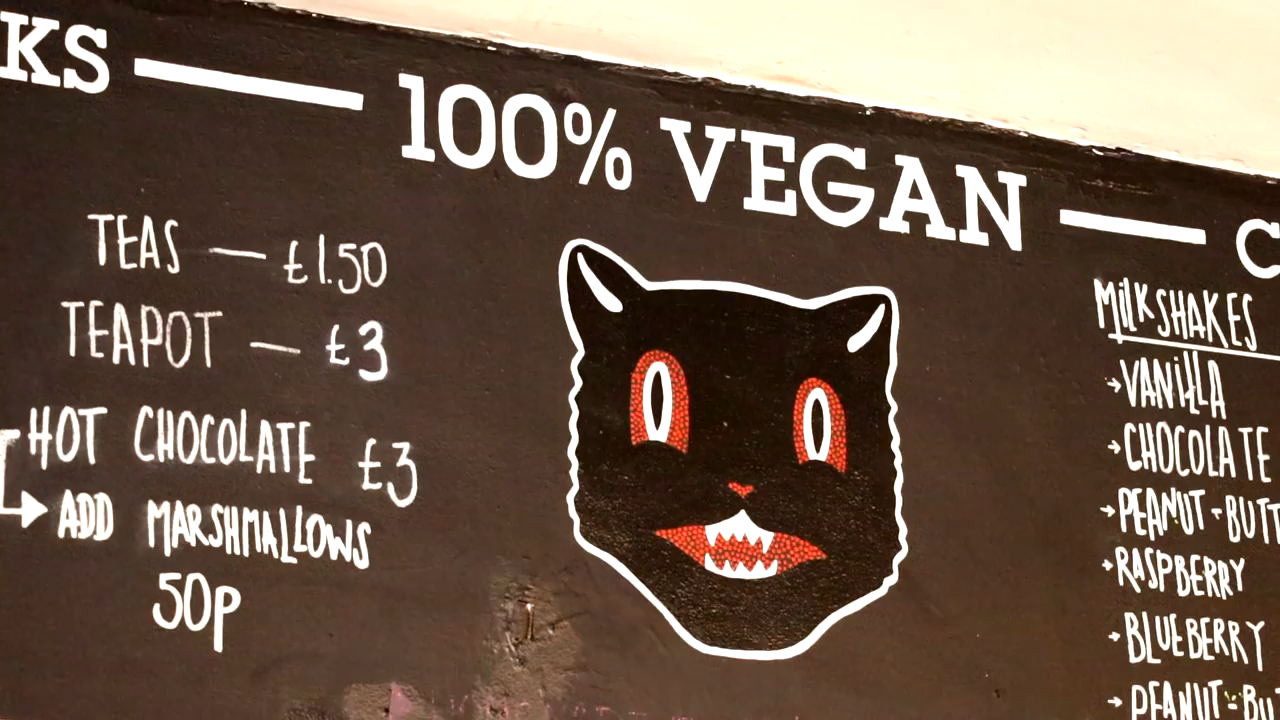 KS — 100% VEGAN — C
TEAS — £1.50
TEAPOT — £3
HOT CHOCOLATE £3
ADD MARSHMALLOWS
50p
MilKSHAKES
VANillA
CHOCOLATE
PEANUT-BUTT
RASPBERRY
BLUEBERRY
PEANUT-BU